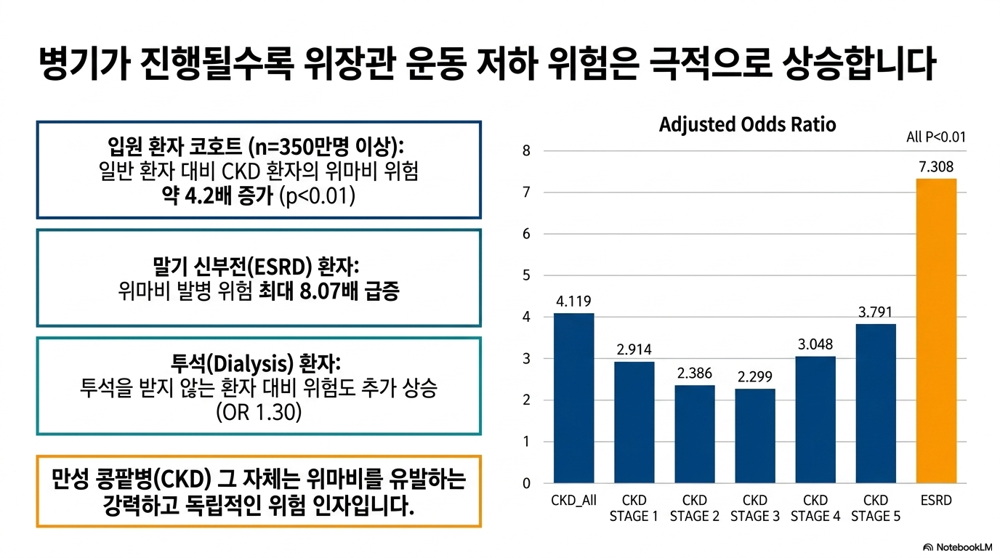 병기가 진행될수록 위장관 운동 저하 위험은 극적으로 상승합니다
입원 환자 코호트 (n=350만명 이상):
일반 환자 대비 CKD 환자의 위마비 위험
약 4.2배 증가 (p<0.01)
말기 신부전(ESRD) 환자:
위마비 발병 위험 최대 8.07배 급증
투석(Dialysis) 환자:
투석을 받지 않는 환자 대비 위험도 추가 상승
(OR 1.30)
만성 콩팥병(CKD) 그 자체는 위마비를 유발하는
강력하고 독립적인 위험 인자입니다.
Adjusted Odds Ratio
All P<0.01
8
7
6
5
4
3
2
1
0
4.119
2.914
2.386
2.299
3.048
3.791
7.308
CKD_All
CKD
STAGE 1
CKD
STAGE 2
CKD
STAGE 3
CKD
STAGE 4
CKD
STAGE 5
ESRD
NotebookLM